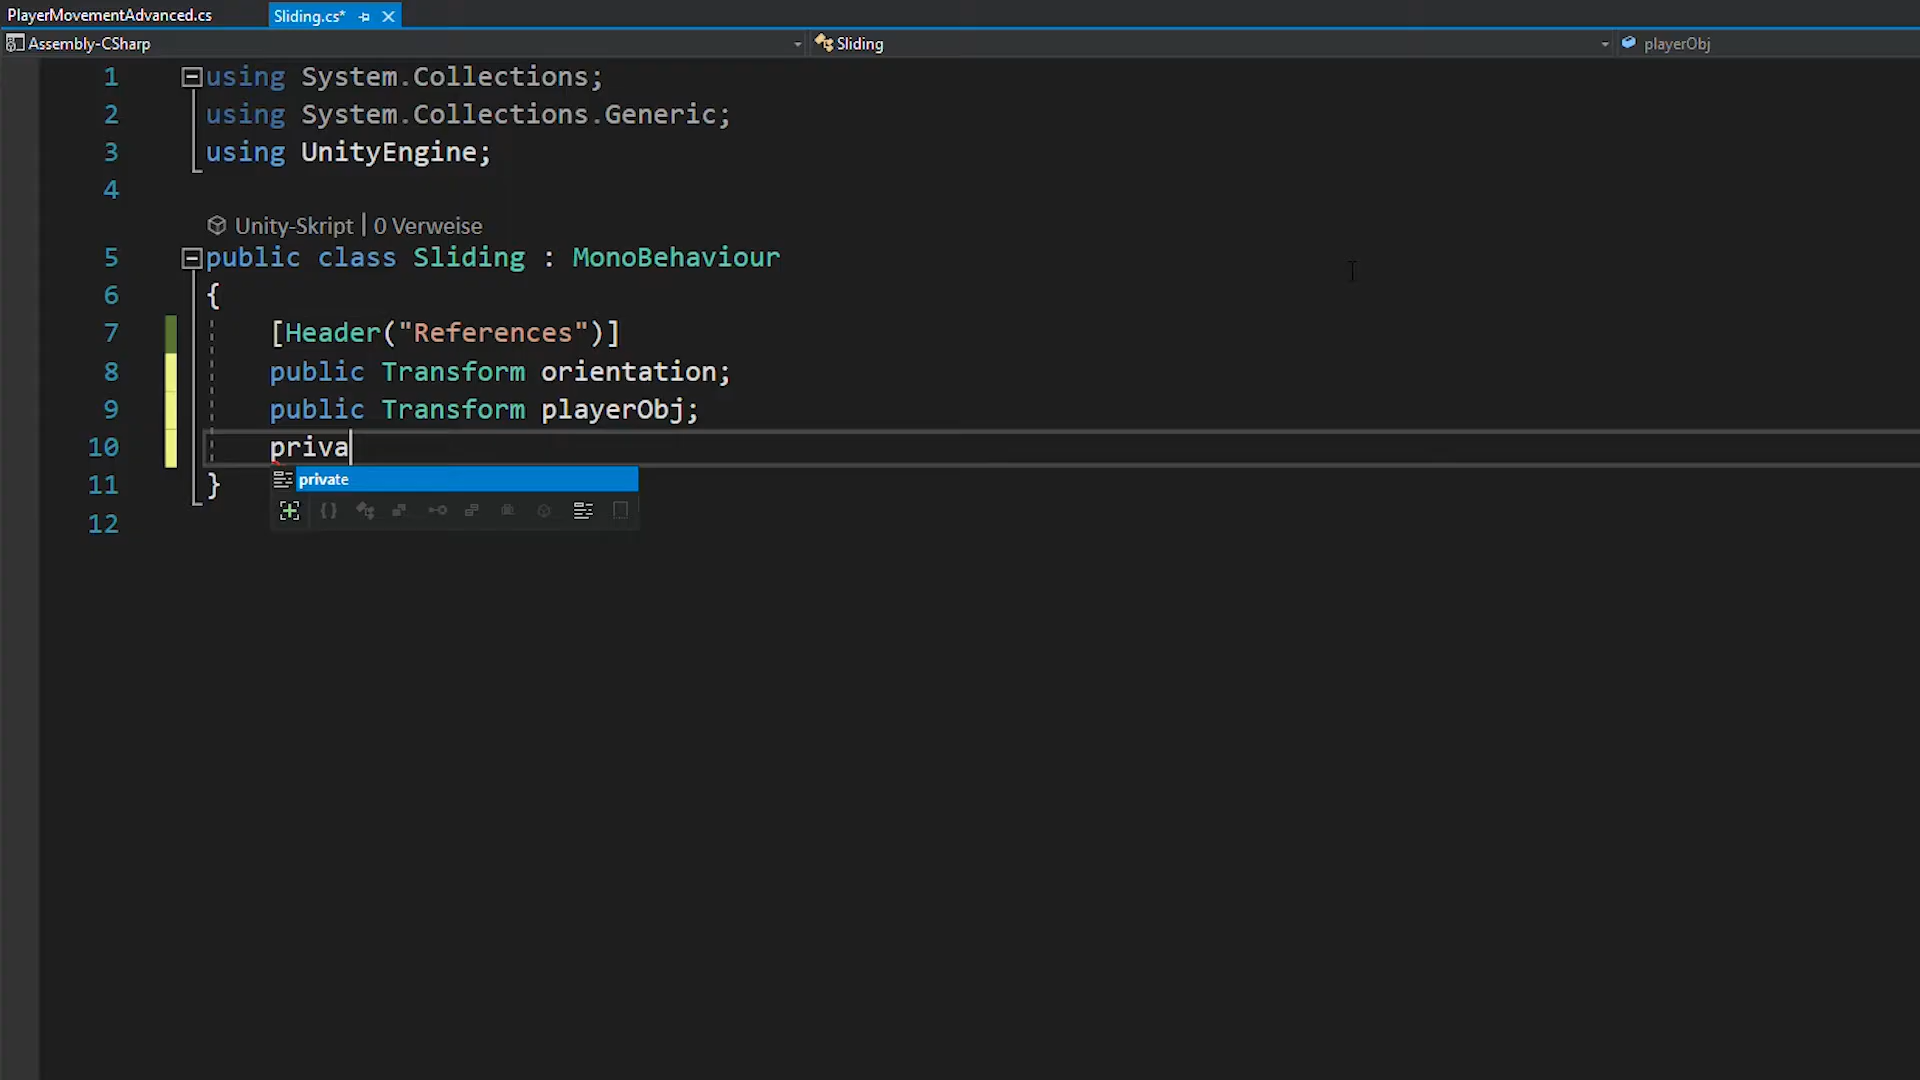 PlayerMovementAdvanced.cs
Sliding.cs*
Assembly-CSharp
Sliding
playerObj
1 using System.Collections;
2 using System.Collections.Generic;
3 using UnityEngine;
4
Unity-Skript | 0 Verweise
5 public class Sliding : MonoBehaviour
6 {
7 [Header("References")]
8 public Transform orientation;
9 public Transform playerObj;
10 priva
private
11 }
12